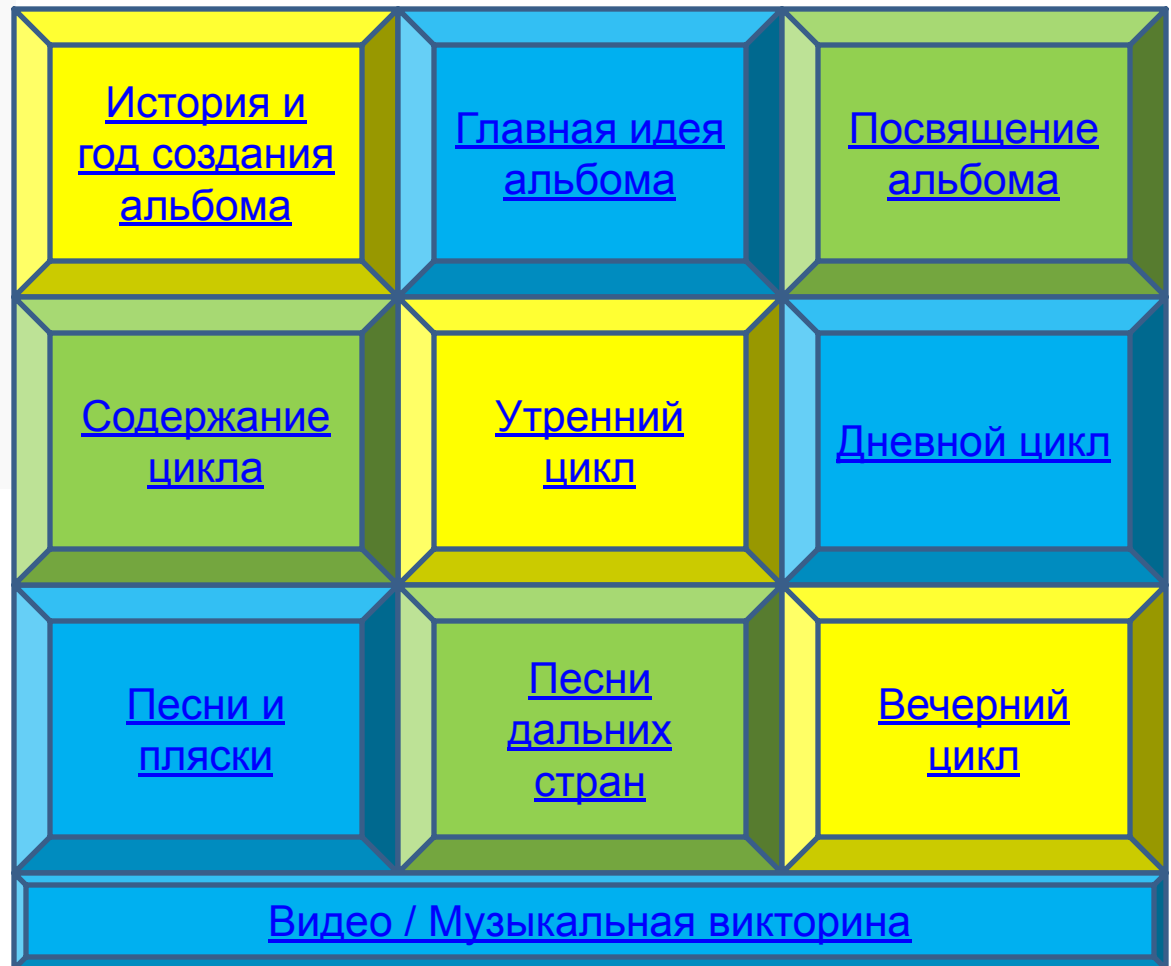 История и
год создания
альбома
Главная идея
альбома
Посвящение
альбома
Содержание
цикла
Утренний
цикл
Дневной цикл
Песни и
пляски
Песни
дальних
стран
Вечерний
цикл
Видео / Музыкальная викторина